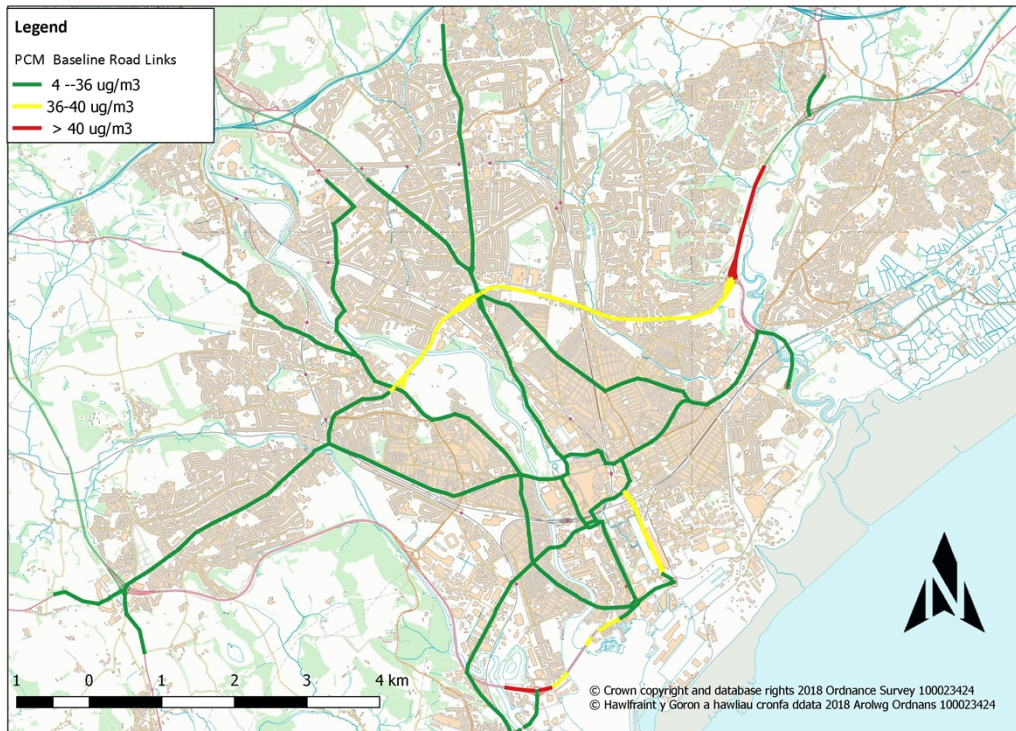 Legend
PCM Baseline Road Links
4 --36 ug/m3
36-40 ug/m3
> 40 ug/m3
N
1 0 1 2 3 4 km
© Crown copyright and database rights 2018 Ordnance Survey 100023424
© Hawlfraint y Goron a hawliau cronfa ddata 2018 Arolwg Ordnans 100023424